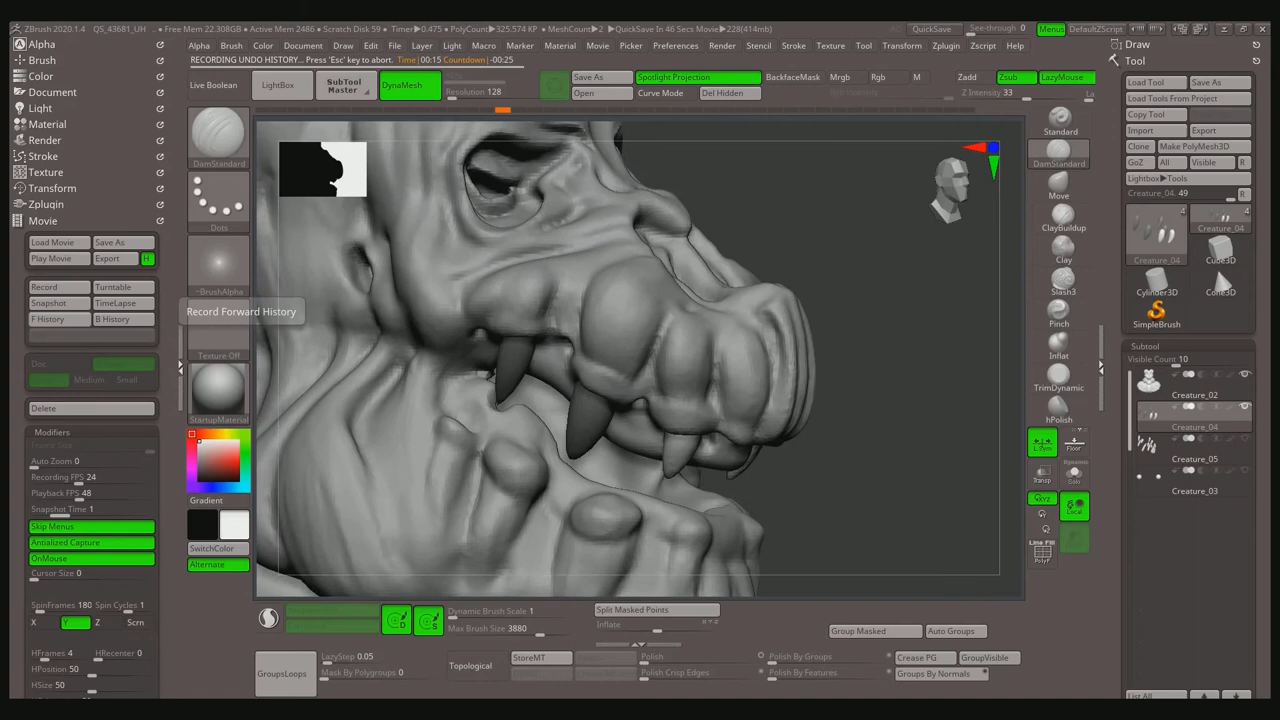 ZBrush 2020.1.4 QS_43681_UH • Free Mem 22.308GB • Active Mem 2486 • Scratch Disk 59 • Timer▶0.475 • PolyCount▶325.574 KP • MeshCount▶2 ▶QuickSave In 46 Secs Movie▶228(414mb)
AC QuickSave See-through 0 Menus DefaultZScript
Alpha Brush Color Document Draw Edit File Layer Light Macro Marker Material Movie Picker Preferences Render Stencil Stroke Texture Tool Transform Zplugin Zscript Help
RECORDING UNDO HISTORY... Press 'Esc' key to abort. Time|00:15 Countdown|-00:25
Alpha
Brush
Color
Document
Light
Material
Render
Stroke
Texture
Transform
Zplugin
Movie
Load Movie Save As
Play Movie Export H
Record Turntable
Snapshot TimeLapse
F History B History
Doc
Medium Small
Delete
Modifiers
Auto Zoom 0
Recording FPS 24
Playback FPS 48
Snapshot Time 1
Skip Menus
Antialized Capture
OnMouse
Cursor Size 0
SpinFrames 180 Spin Cycles 1
X Y Z Scrn
HFrames 4 HRecenter 0
HPosition 50
HSize 50
Live Boolean
LightBox
SubTool
Master
DynaMesh
Resolution 128
Save As
Open
Spotlight Projection
Curve Mode Del Hidden
BackfaceMask Mrgb Rgb M
Zadd Zsub LazyMouse
Z Intensity 33 La
DamStandard
Dots
~BrushAlpha
Record Forward History
Texture Off
StartupMaterial
Gradient
SwitchColor
Alternate
Standard
DamStandard
Move
ClayBuildup
Clay
Slash3
Pinch
Inflat
TrimDynamic
hPolish
L.Sym Floor
Dynamic
Transp Solo
XYZ Local
Line Fill
PolyF
Draw
Tool
Load Tool Save As
Load Tools From Project
Copy Tool
Import Export
Clone Make PolyMesh3D
GoZ All Visible R
Lightbox▶Tools
Creature_04. 49 R
4 4
Creature_04
Creature_04 Cube3D
Cylinder3D Cone3D
SimpleBrush
Subtool
Visible Count 10
Creature_02
Creature_04
Creature_05
Creature_03
List All
Dynamic Brush Scale 1
Max Brush Size 3880
Split Masked Points
Inflate
Group Masked Auto Groups
GroupsLoops
LazyStep 0.05
Mask By Polygroups 0
Topological
StoreMT
Polish
Polish Crisp Edges
Polish By Groups
Polish By Features
Crease PG GroupVisible
Groups By Normals